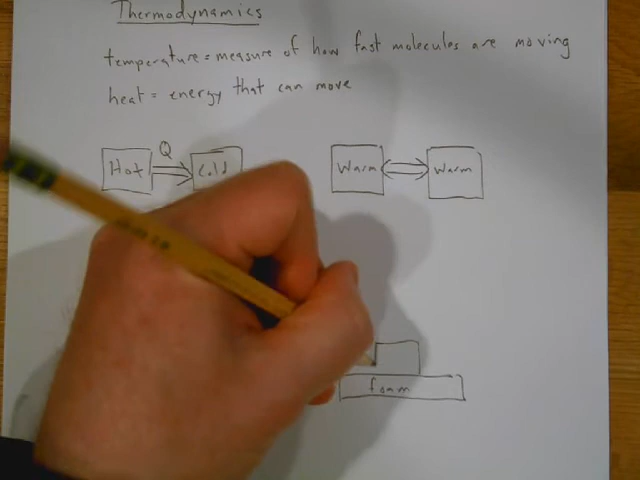 Thermodynamics
temperature = measure of how fast molecules are moving
heat = energy that can move
Q
Hot Cold Warm Warm
foam